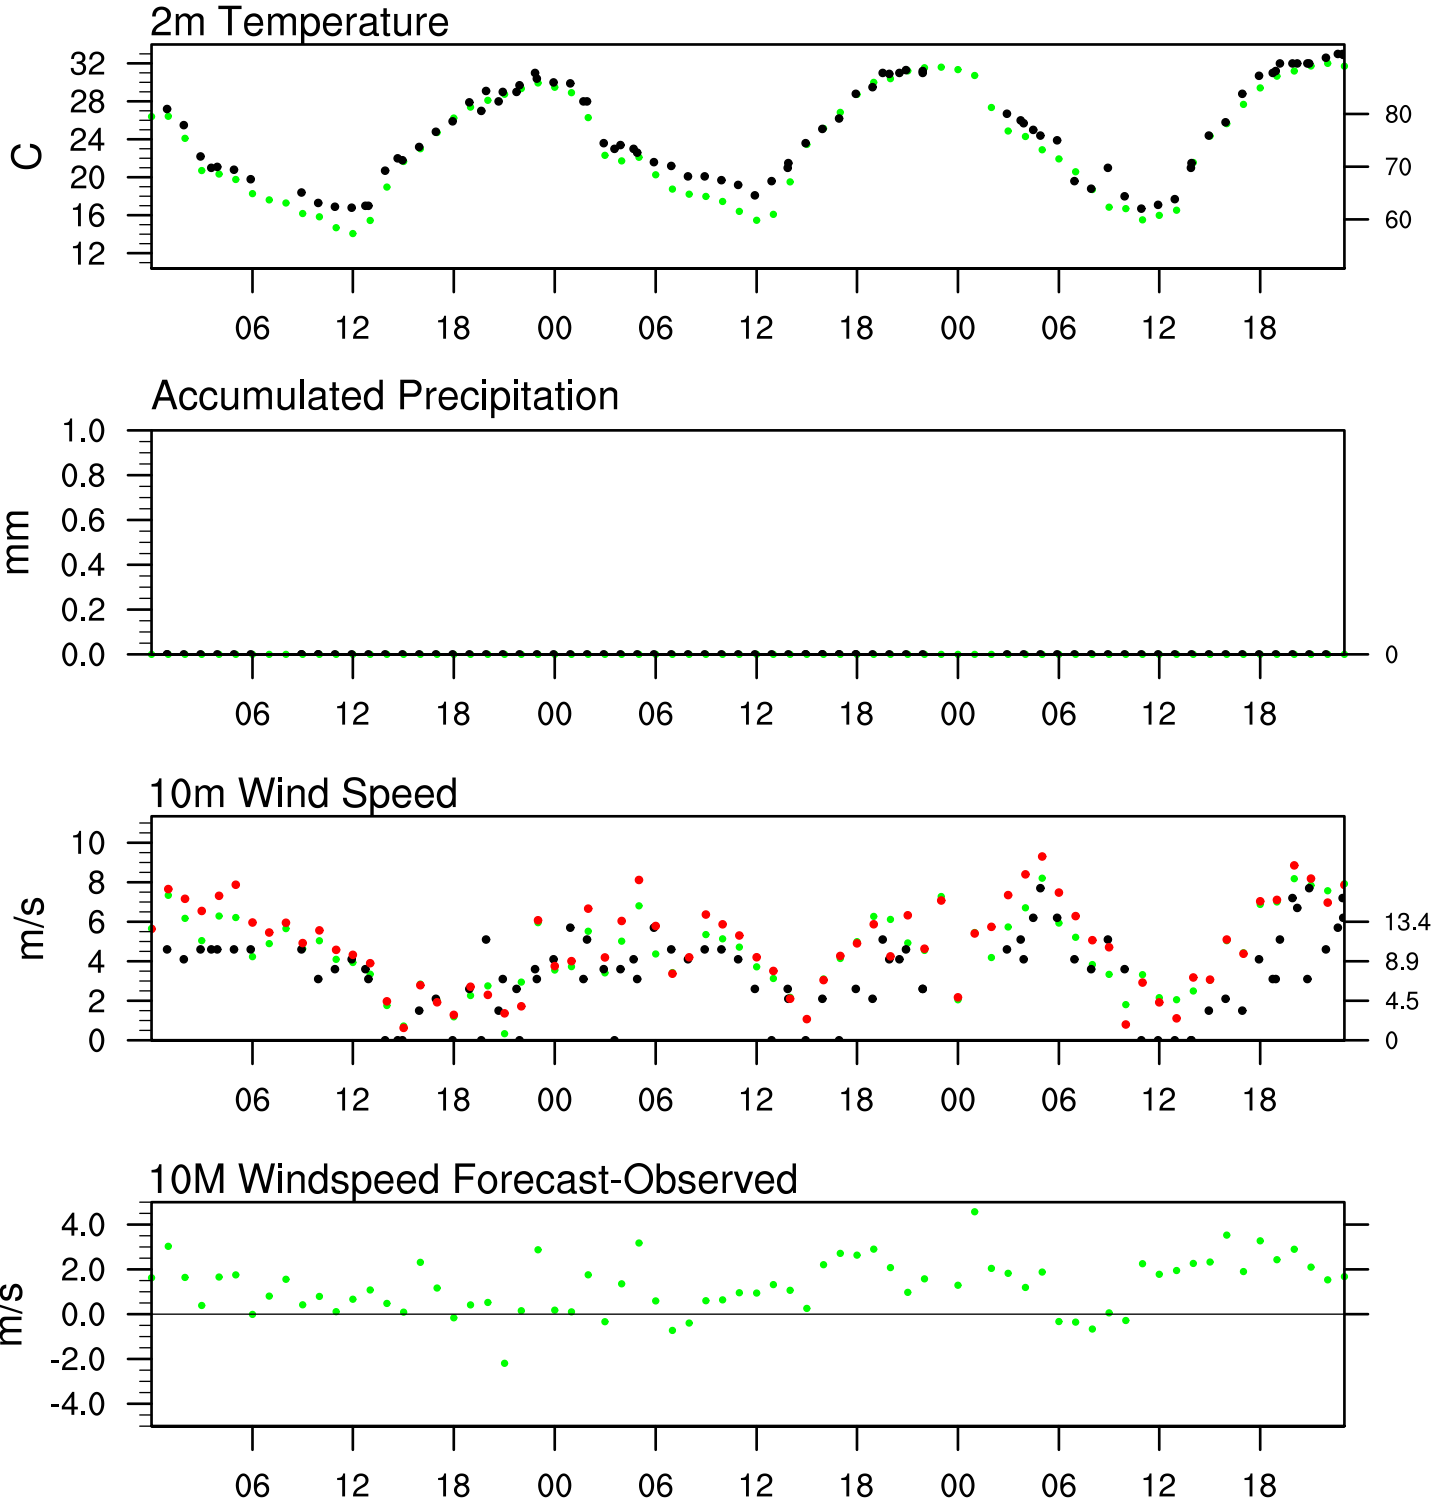 2m Temperature
C
32
28
24
20
16
12
80
70
60
06 12 18 00 06 12 18 00 06 12 18
Accumulated Precipitation
mm
1.0
0.8
0.6
0.4
0.2
0.0
0
06 12 18 00 06 12 18 00 06 12 18
10m Wind Speed
m/s
10
8
6
4
2
0
13.4
8.9
4.5
0
06 12 18 00 06 12 18 00 06 12 18
10M Windspeed Forecast-Observed
m/s
4.0
2.0
0.0
-2.0
-4.0
06 12 18 00 06 12 18 00 06 12 18